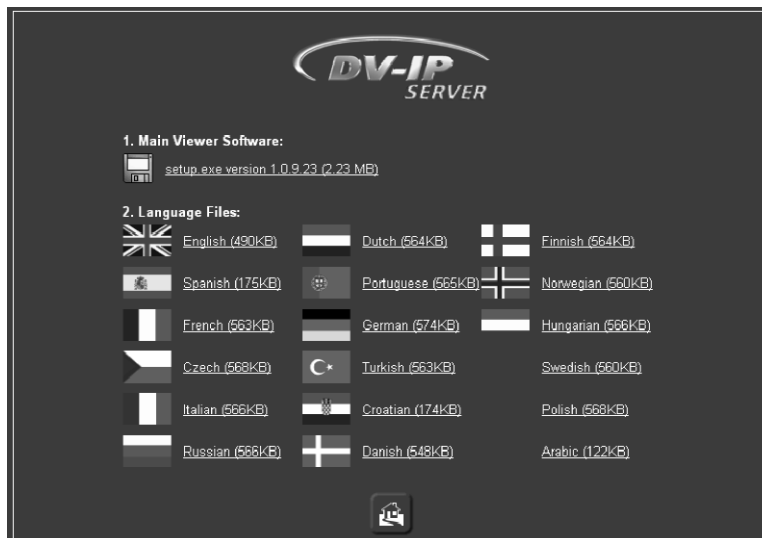 DV-IP
SERVER
1. Main Viewer Software:
setup.exe version 1.0.9.23 (2.23 MB)
2. Language Files:
English (490KB) Dutch (564KB) Finnish (564KB)
Spanish (175KB) Portuguese (565KB) Norwegian (560KB)
French (563KB) German (574KB) Hungarian (566KB)
Czech (568KB) Turkish (563KB) Swedish (560KB)
Italian (566KB) Croatian (174KB) Polish (568KB)
Russian (566KB) Danish (548KB) Arabic (122KB)